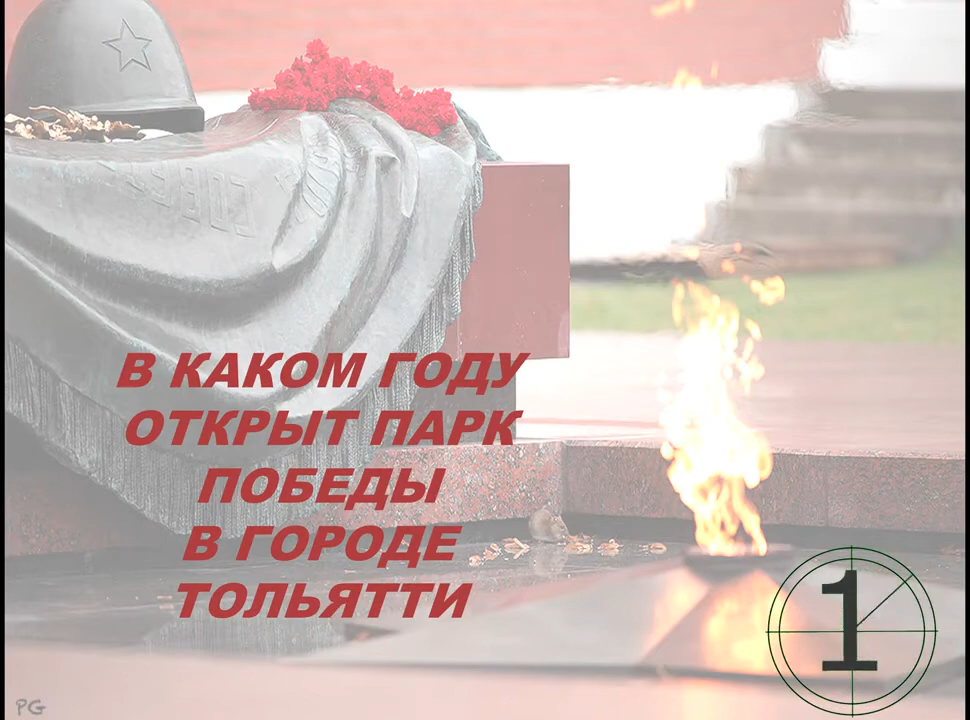 В КАКОМ ГОДУ
ОТКРЫТ ПАРК
ПОБЕДЫ
В ГОРОДЕ
ТОЛЬЯТТИ
1
PG